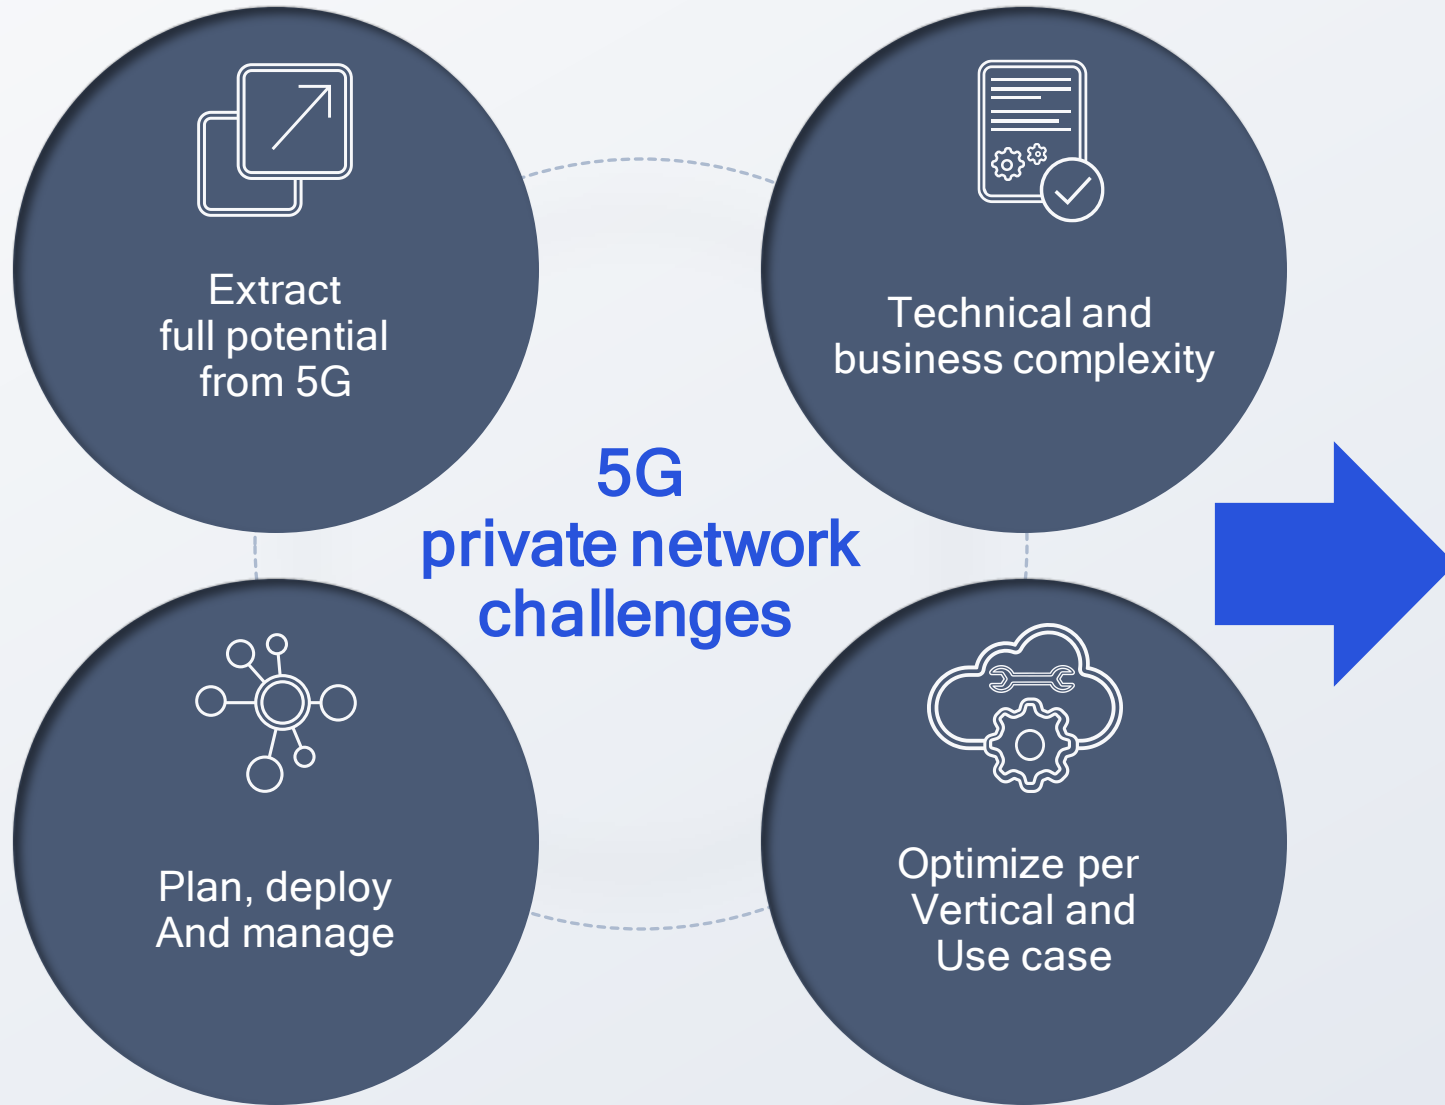 Extract
full potential
from 5G
Technical and
business complexity
5G
private network
challenges
Plan, deploy
And manage
Optimize per
Vertical and
Use case